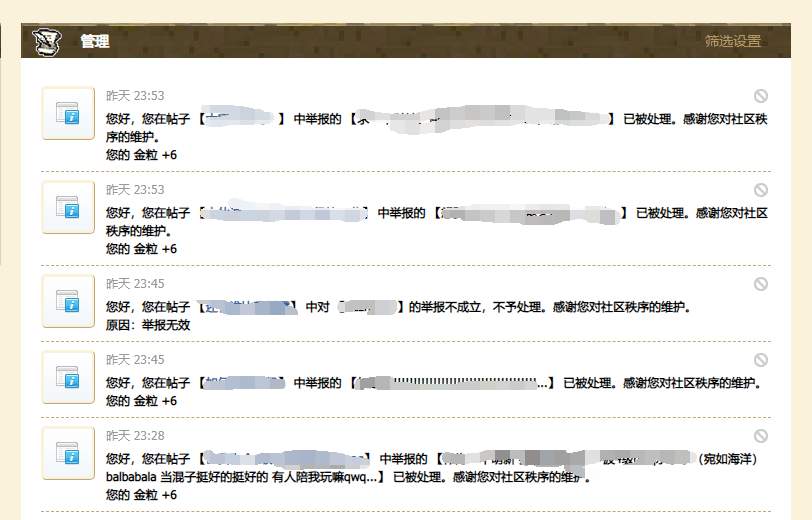 管理
筛选设置
昨天 23:53
您好，您在帖子 【 】 中举报的 【 】 已被处理。感谢您对社区秩
序的维护。
您的 金粒 +6
昨天 23:53
您好，您在帖子 【 】 中举报的 【 】 已被处理。感谢您对社区
秩序的维护。
您的 金粒 +6
昨天 23:45
您好，您在帖子 【 】 中对 【 】的举报不成立，不予处理。感谢您对社区秩序的维护。
原因：举报无效
昨天 23:45
您好，您在帖子 【 】 中举报的 【 ...】 已被处理。感谢您对社区秩序的维护。
您的 金粒 +6
昨天 23:28
您好，您在帖子 【 】 中举报的 【 （宛如海洋）
balbabala 当混子挺好的挺好的 有人陪我玩嘛qwq...】 已被处理。感谢您对社区秩序的维护。
您的 金粒 +6